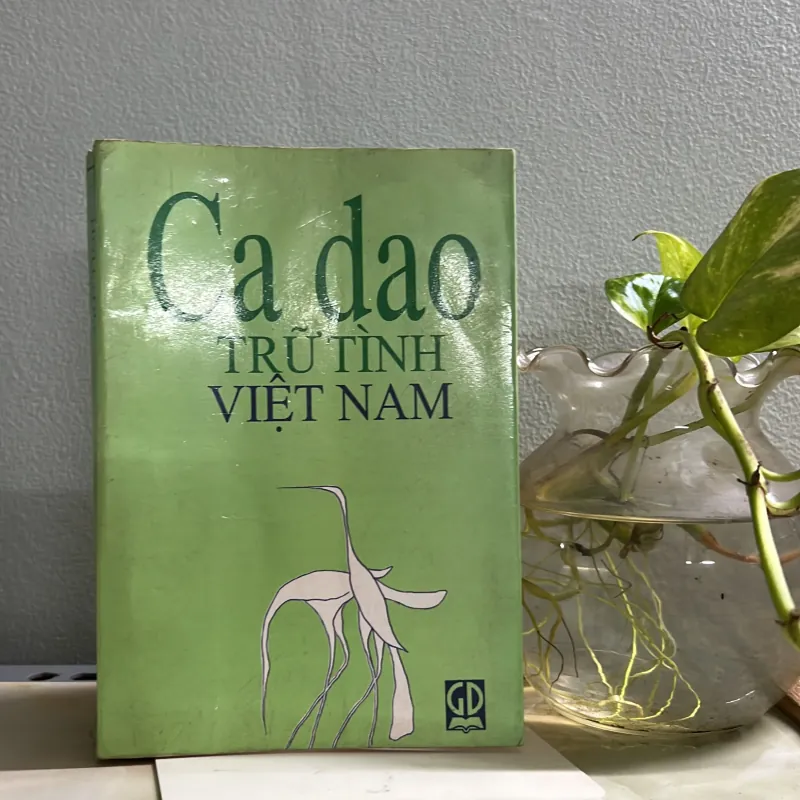 Ca dao
TRỮ TÌNH
VIỆT NAM
GD